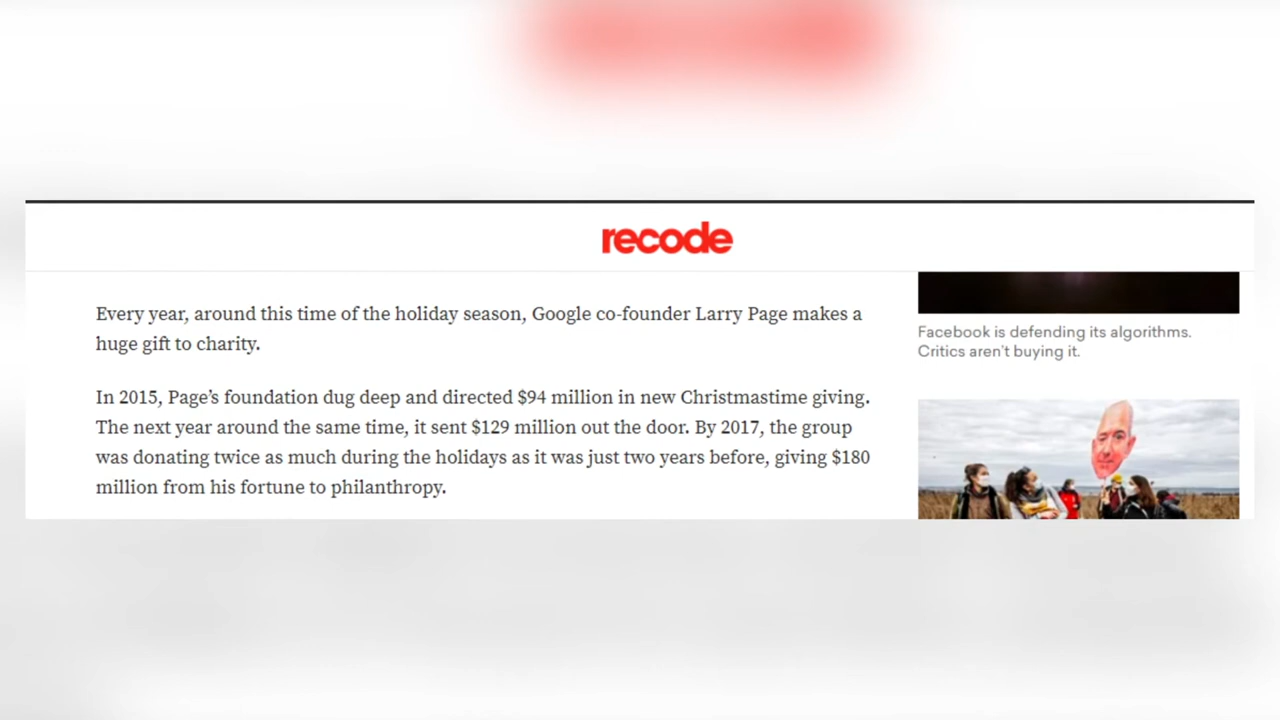 recode
Every year, around this time of the holiday season, Google co-founder Larry Page makes a
huge gift to charity.
In 2015, Page’s foundation dug deep and directed $94 million in new Christmastime giving.
The next year around the same time, it sent $129 million out the door. By 2017, the group
was donating twice as much during the holidays as it was just two years before, giving $180
million from his fortune to philanthropy.
Facebook is defending its algorithms.
Critics aren’t buying it.